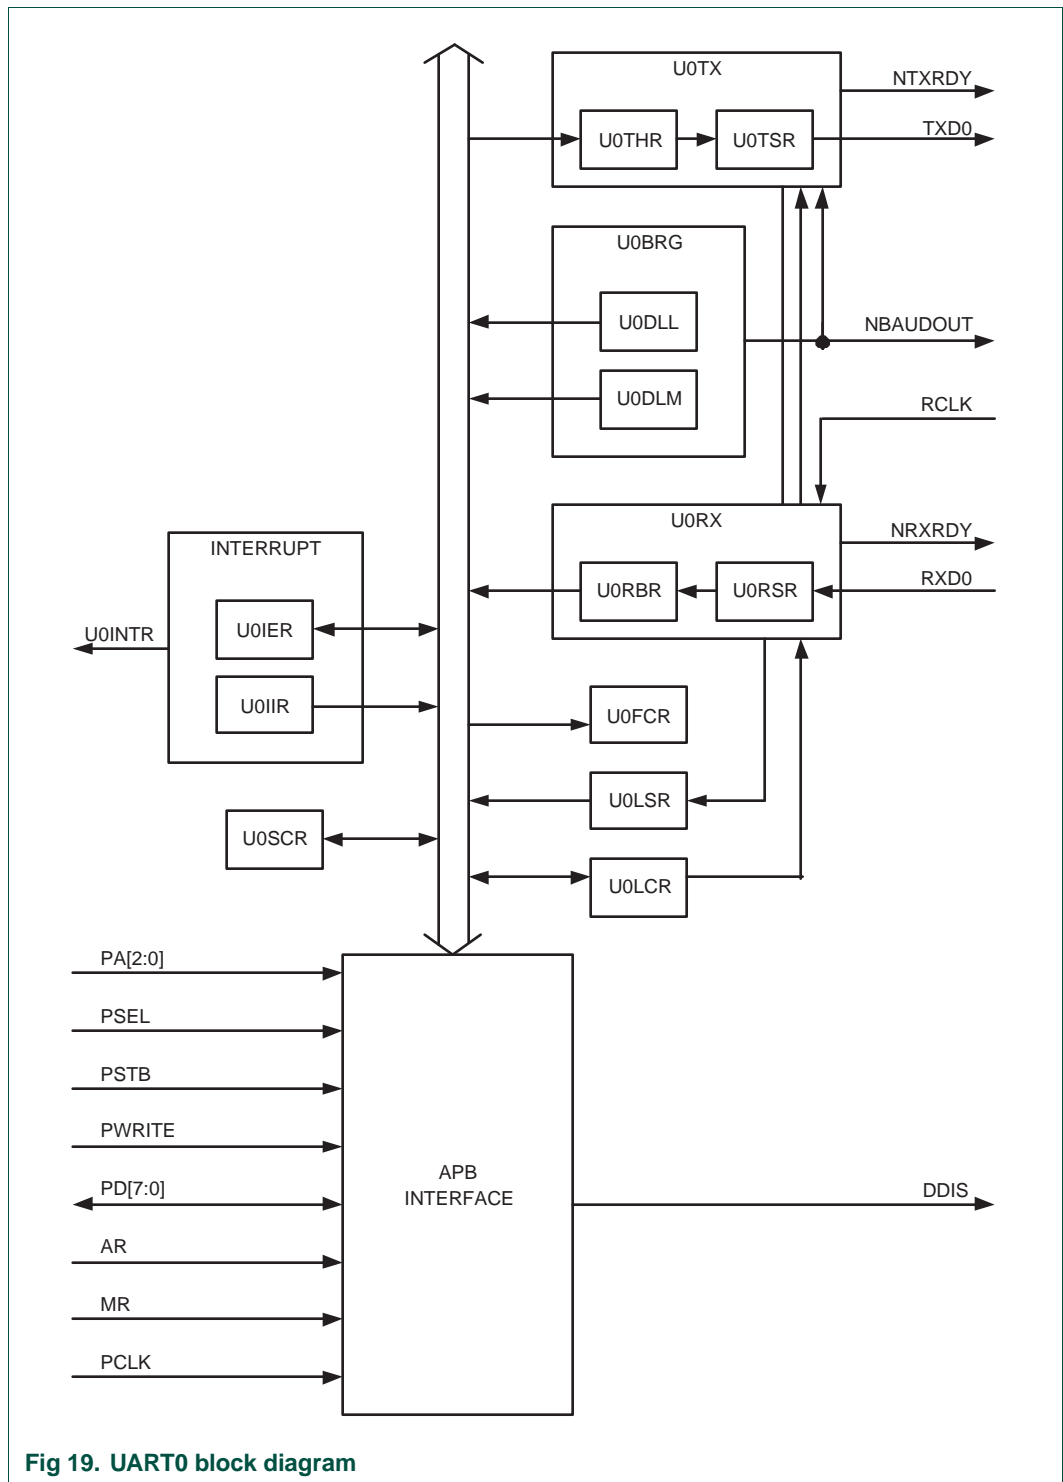 U0TX
NTXRDY
U0THR
U0TSR
TXD0
U0BRG
U0DLL
NBAUDOUT
U0DLM
RCLK
U0RX
NRXRDY
INTERRUPT
U0RBR
U0RSR
RXD0
U0IER
U0INTR
U0IIR
U0FCR
U0LSR
U0SCR
U0LCR
PA[2:0]
PSEL
PSTB
PWRITE
APB
INTERFACE
PD[7:0]
DDIS
AR
MR
PCLK
Fig 19. UART0 block diagram